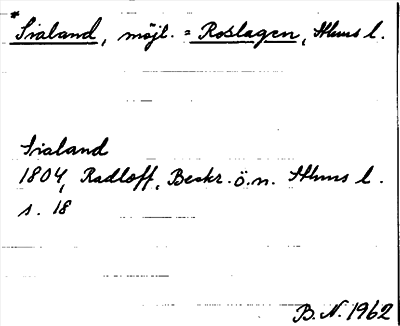 *Sialand, möjl. = Roslagen, Sthms l.
Sialand
1804, Radloff, Beskr. ö. n. Sthms l.
s. 18
B. N. 1962